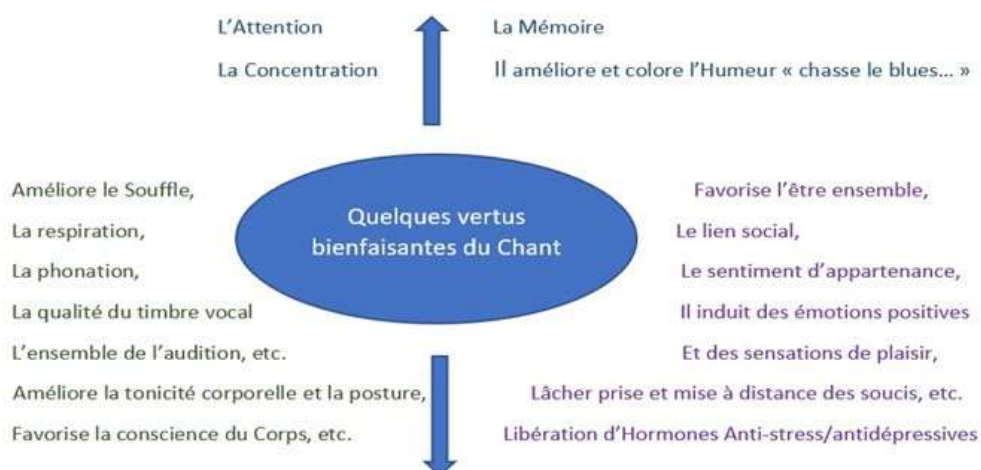 L’Attention
La Mémoire
La Concentration
Il améliore et colore l’Humeur « chasse le blues… »
Quelques vertus
bienfaisantes du Chant
Améliore le Souffle,
La respiration,
La phonation,
La qualité du timbre vocal
L’ensemble de l’audition, etc.
Améliore la tonicité corporelle et la posture,
Favorise la conscience du Corps, etc.
Favorise l’être ensemble,
Le lien social,
Le sentiment d’appartenance,
Il induit des émotions positives
Et des sensations de plaisir,
Lâcher prise et mise à distance des soucis, etc.
Libération d’Hormones Anti-stress/antidépressives